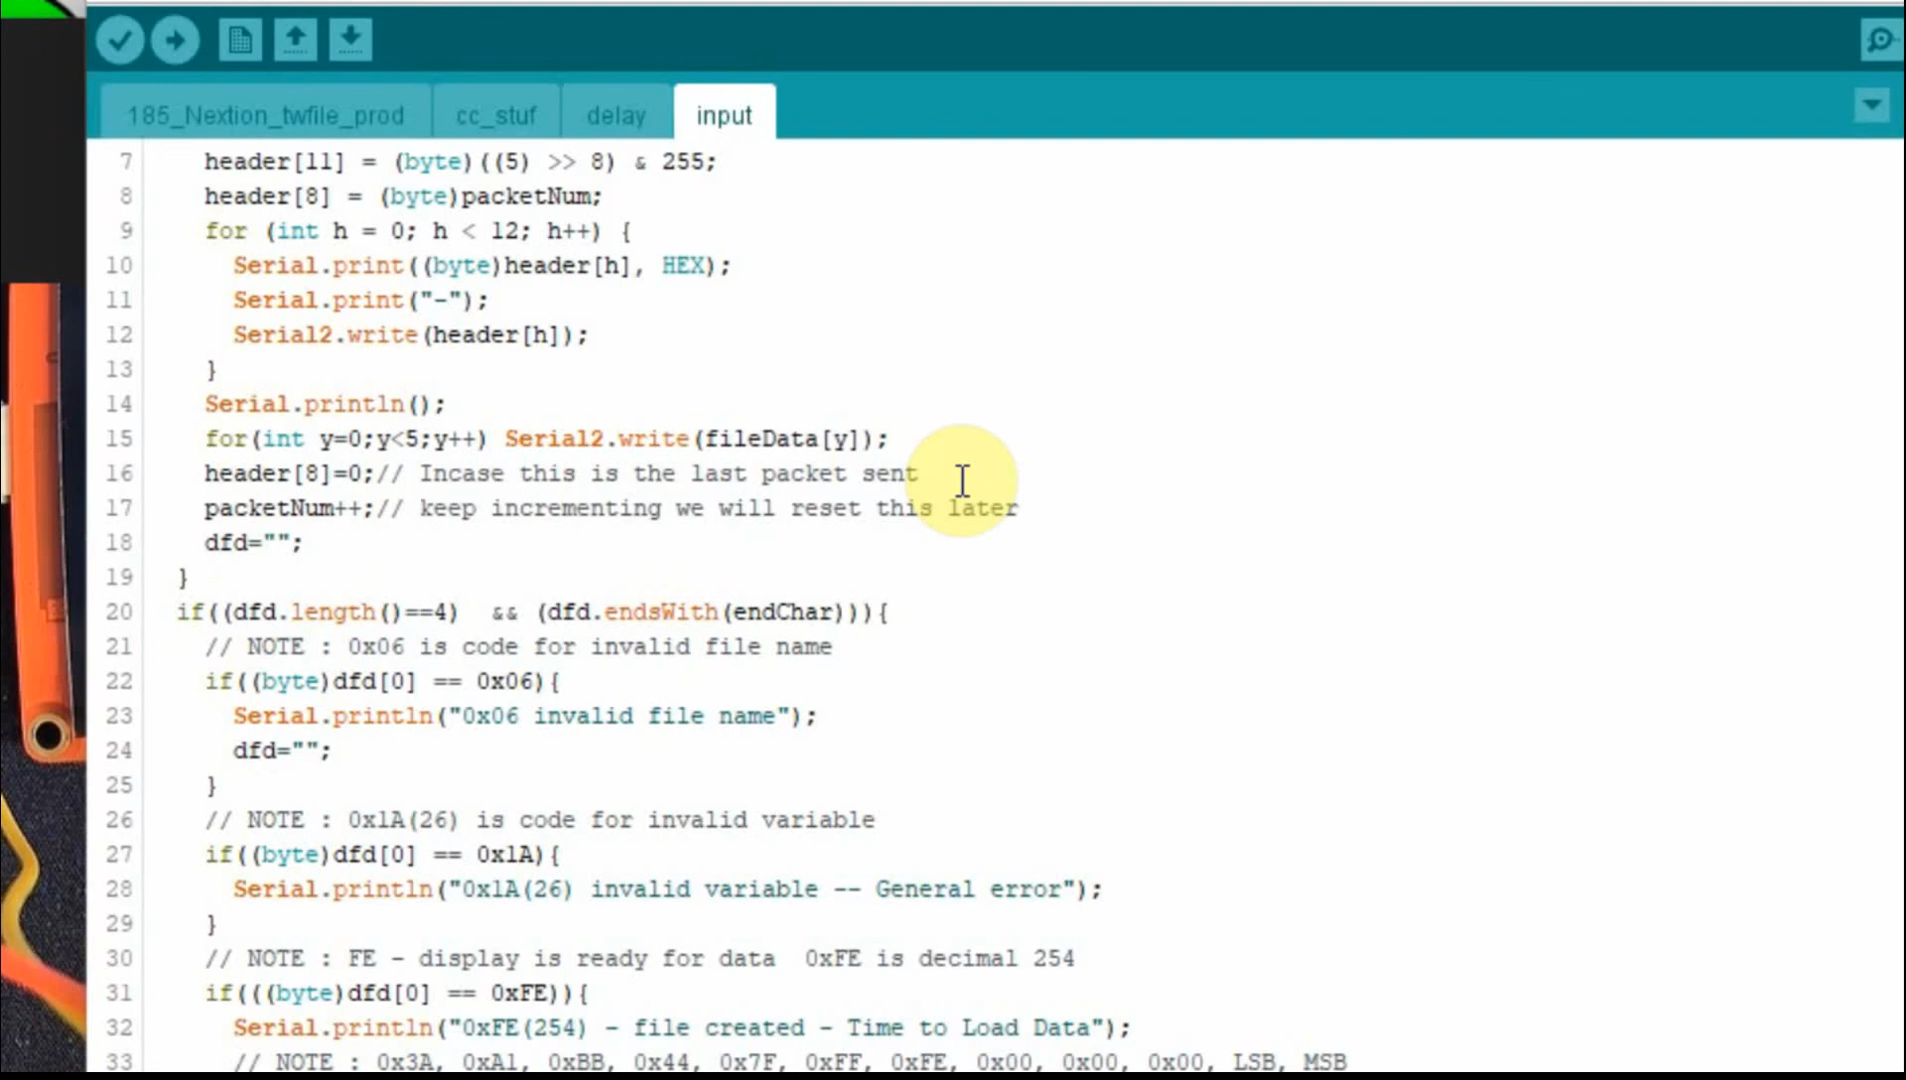 185_Nextion_twfile_prod cc_stuf delay input
7 header[11] = (byte)((5) >> 8) & 255;
8 header[8] = (byte)packetNum;
9 for (int h = 0; h < 12; h++) {
10 Serial.print((byte)header[h], HEX);
11 Serial.print("-");
12 Serial2.write(header[h]);
13 }
14 Serial.println();
15 for(int y=0;y<5;y++) Serial2.write(fileData[y]);
16 header[8]=0;// Incase this is the last packet sent
17 packetNum++;// keep incrementing we will reset this later
18 dfd="";
19 }
20 if((dfd.length()==4) && (dfd.endsWith(endChar))){
21 // NOTE : 0x06 is code for invalid file name
22 if((byte)dfd[0] == 0x06){
23 Serial.println("0x06 invalid file name");
24 dfd="";
25 }
26 // NOTE : 0x1A(26) is code for invalid variable
27 if((byte)dfd[0] == 0x1A){
28 Serial.println("0x1A(26) invalid variable -- General error");
29 }
30 // NOTE : FE - display is ready for data 0xFE is decimal 254
31 if(((byte)dfd[0] == 0xFE)){
32 Serial.println("0xFE(254) - file created - Time to Load Data");
33 // NOTE : 0x3A, 0xA1, 0xBB, 0x44, 0x7F, 0xFF, 0xFE, 0x00, 0x00, 0x00, LSB, MSB